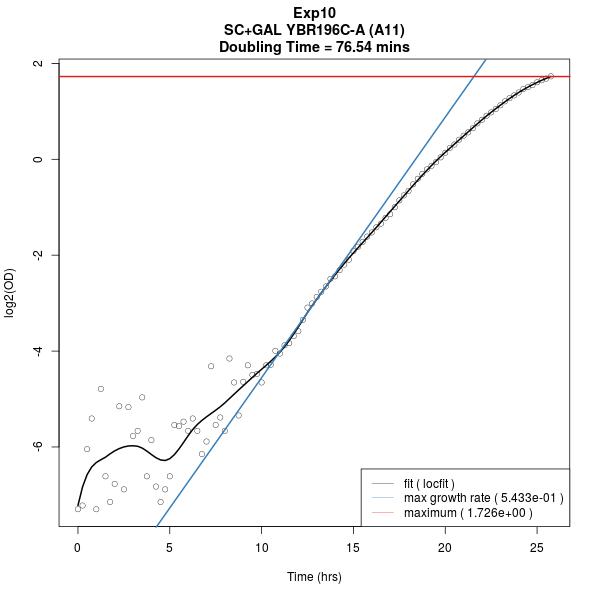 Exp10
SC+GAL YBR196C-A (A11)
Doubling Time = 76.54 mins
log2(OD)
2
0
-2
-4
-6
0 5 10 15 20 25
Time (hrs)
fit ( locfit )
max growth rate ( 5.433e-01 )
maximum ( 1.726e+00 )